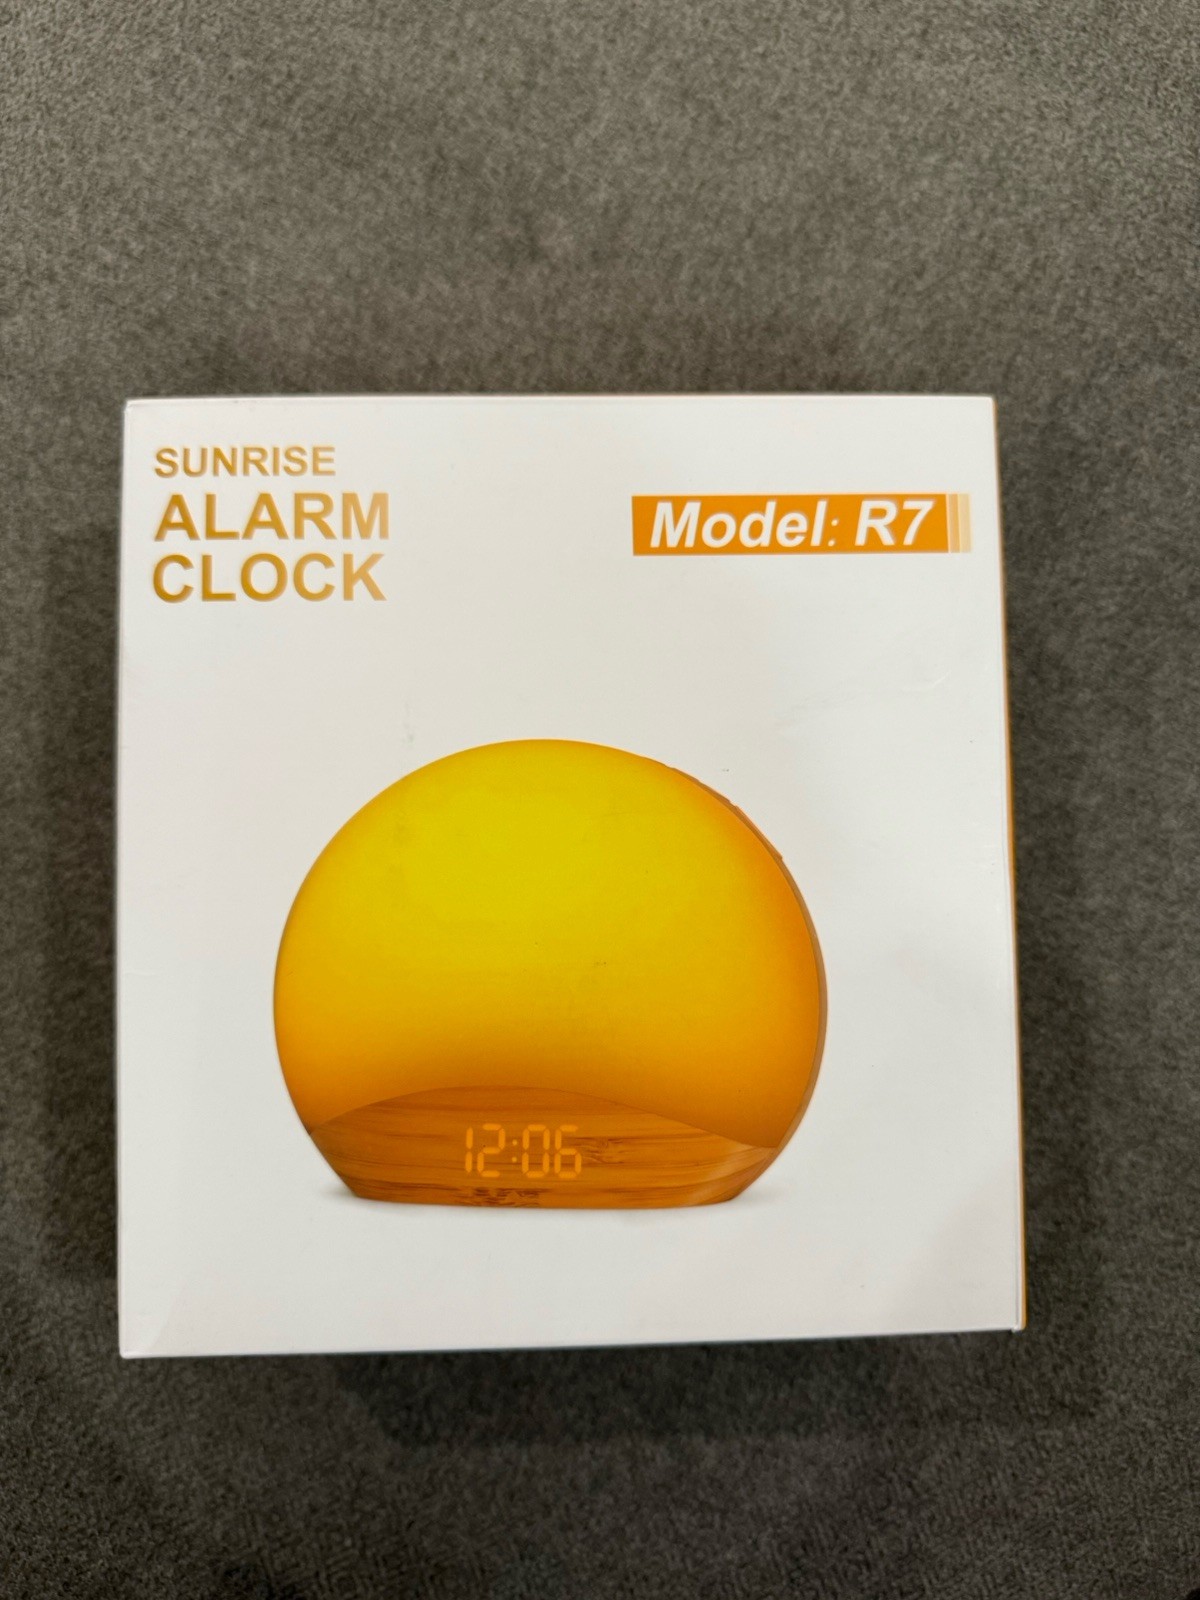 SUNRISE
ALARM
CLOCK
Model: R7
12:06